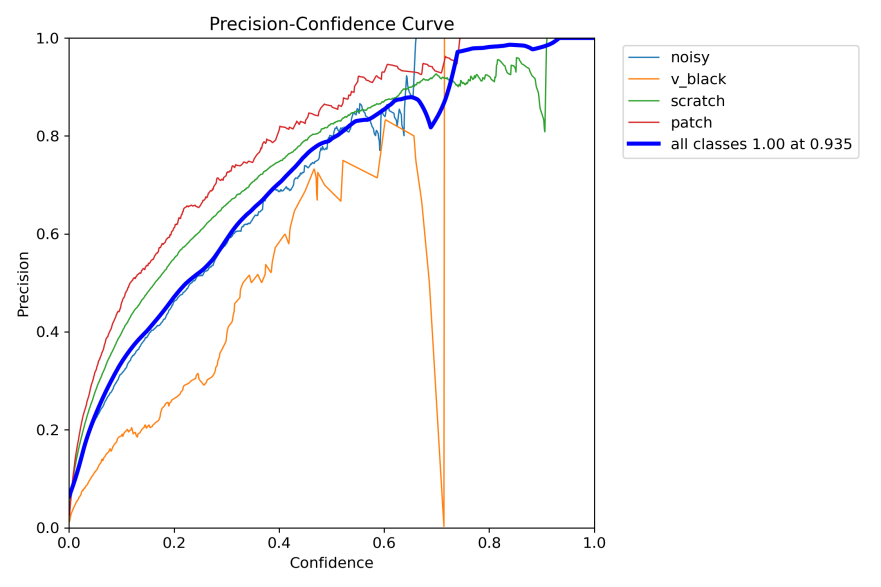 Precision-Confidence Curve
1.0
0.8
0.6
0.4
0.2
0.0
Precision
0.0 0.2 0.4 0.6 0.8 1.0
Confidence
noisy
v_black
scratch
patch
all classes 1.00 at 0.935